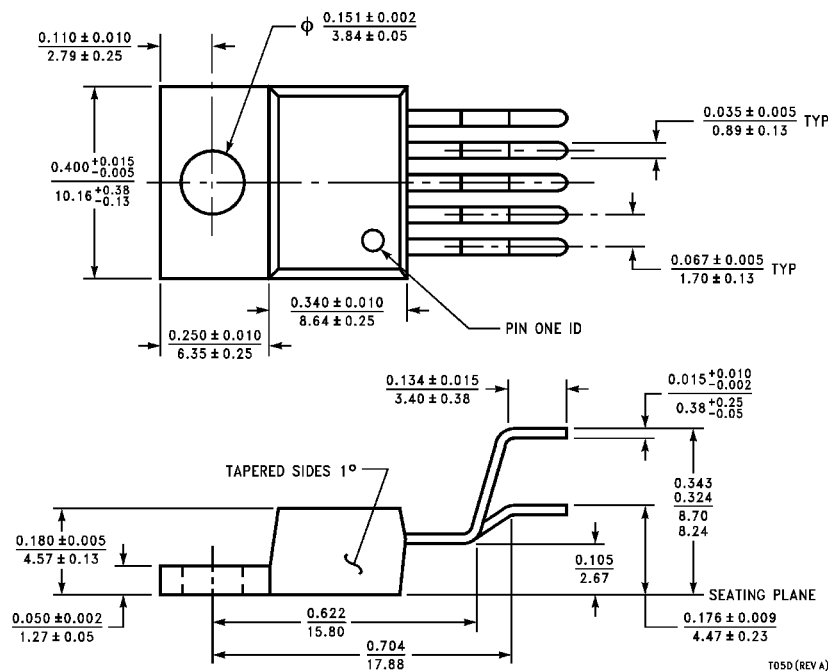 ϕ 0.151 ± 0.002
3.84 ± 0.05
0.110 ± 0.010
2.79 ± 0.25
0.035 ± 0.005
0.89 ± 0.13
TYP
0.400 +0.015 -0.005
10.16 +0.38 -0.13
0.067 ± 0.005
1.70 ± 0.13
TYP
0.340 ± 0.010
8.64 ± 0.25
PIN ONE ID
0.250 ± 0.010
6.35 ± 0.25
0.134 ± 0.015
3.40 ± 0.38
0.015 +0.010 -0.002
0.38 +0.25 -0.05
TAPERED SIDES 1°
0.343
0.324
8.70
8.24
0.180 ± 0.005
4.57 ± 0.13
0.105
2.67
SEATING PLANE
0.050 ± 0.002
1.27 ± 0.05
0.622
15.80
0.176 ± 0.009
4.47 ± 0.23
0.704
17.88
T05D (REV A)